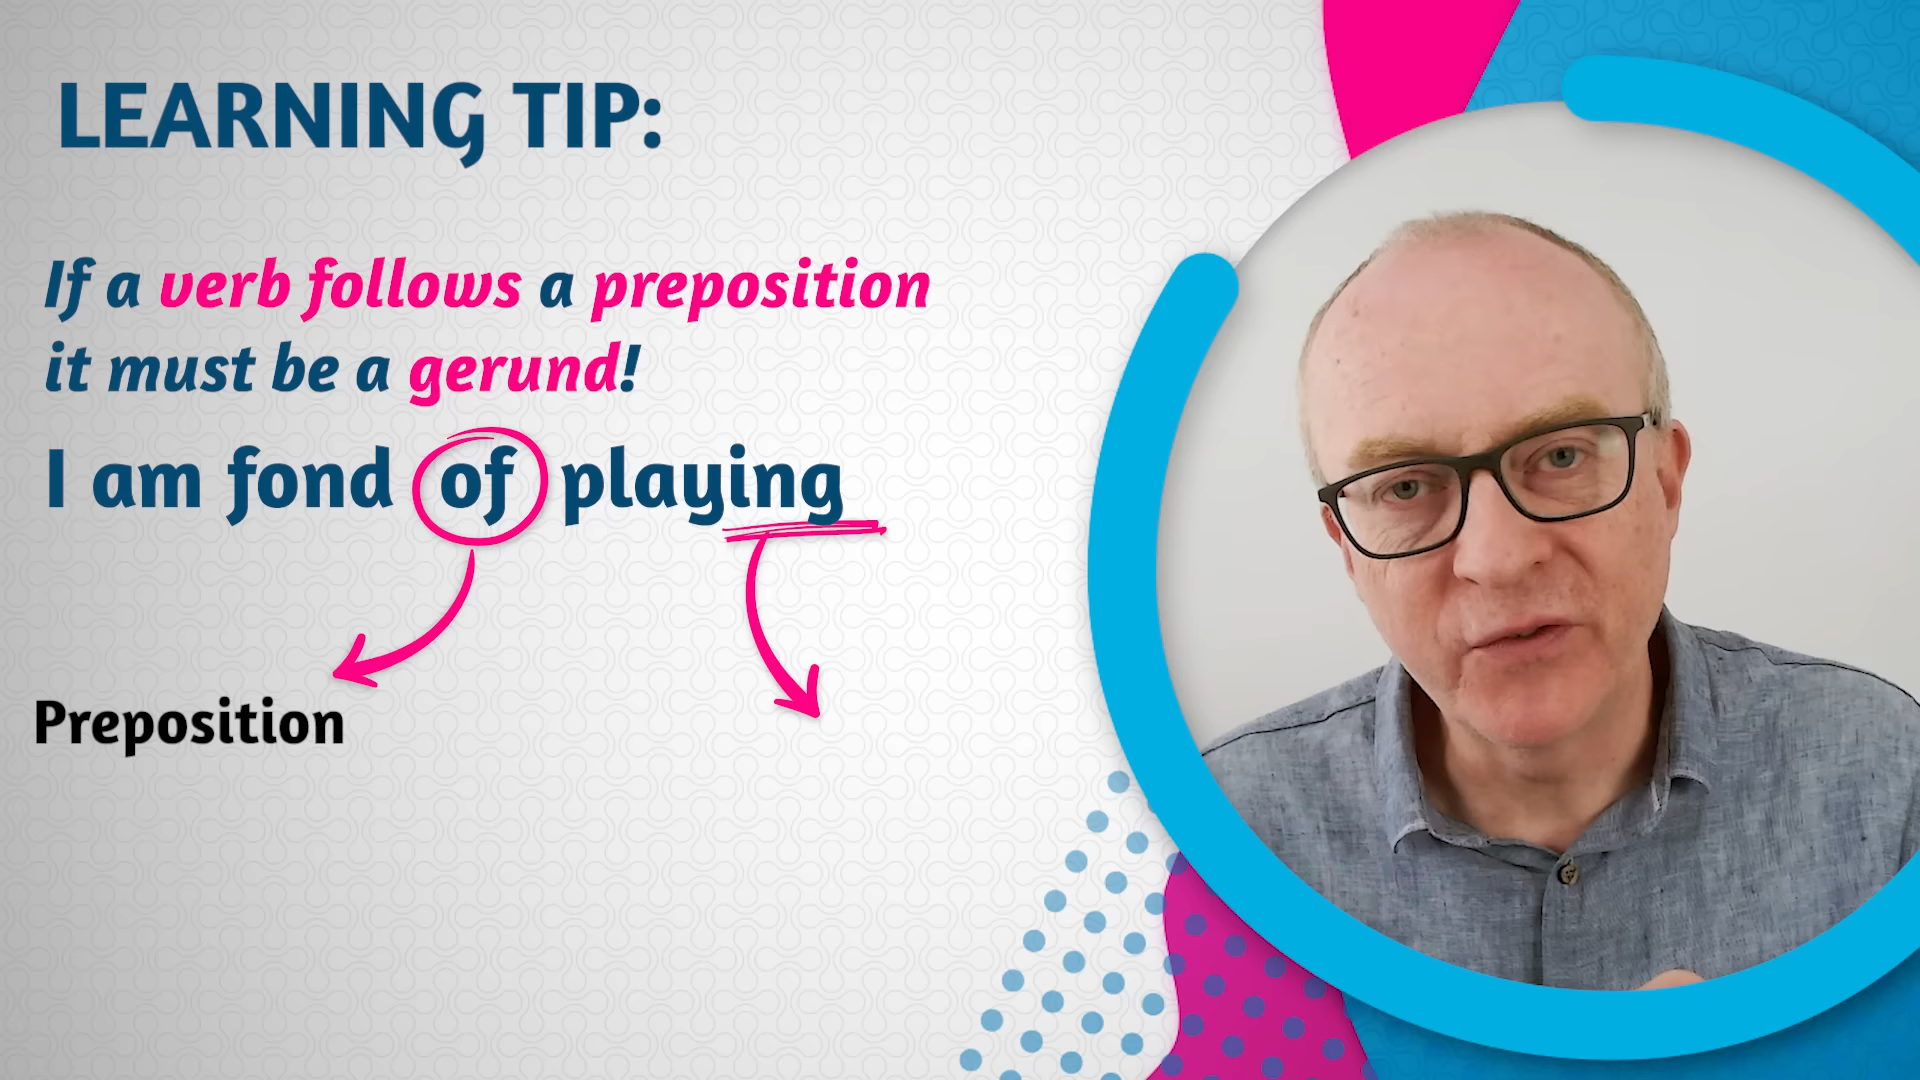 LEARNING TIP:
If a verb follows a preposition
it must be a gerund!
I am fond of playing
Preposition